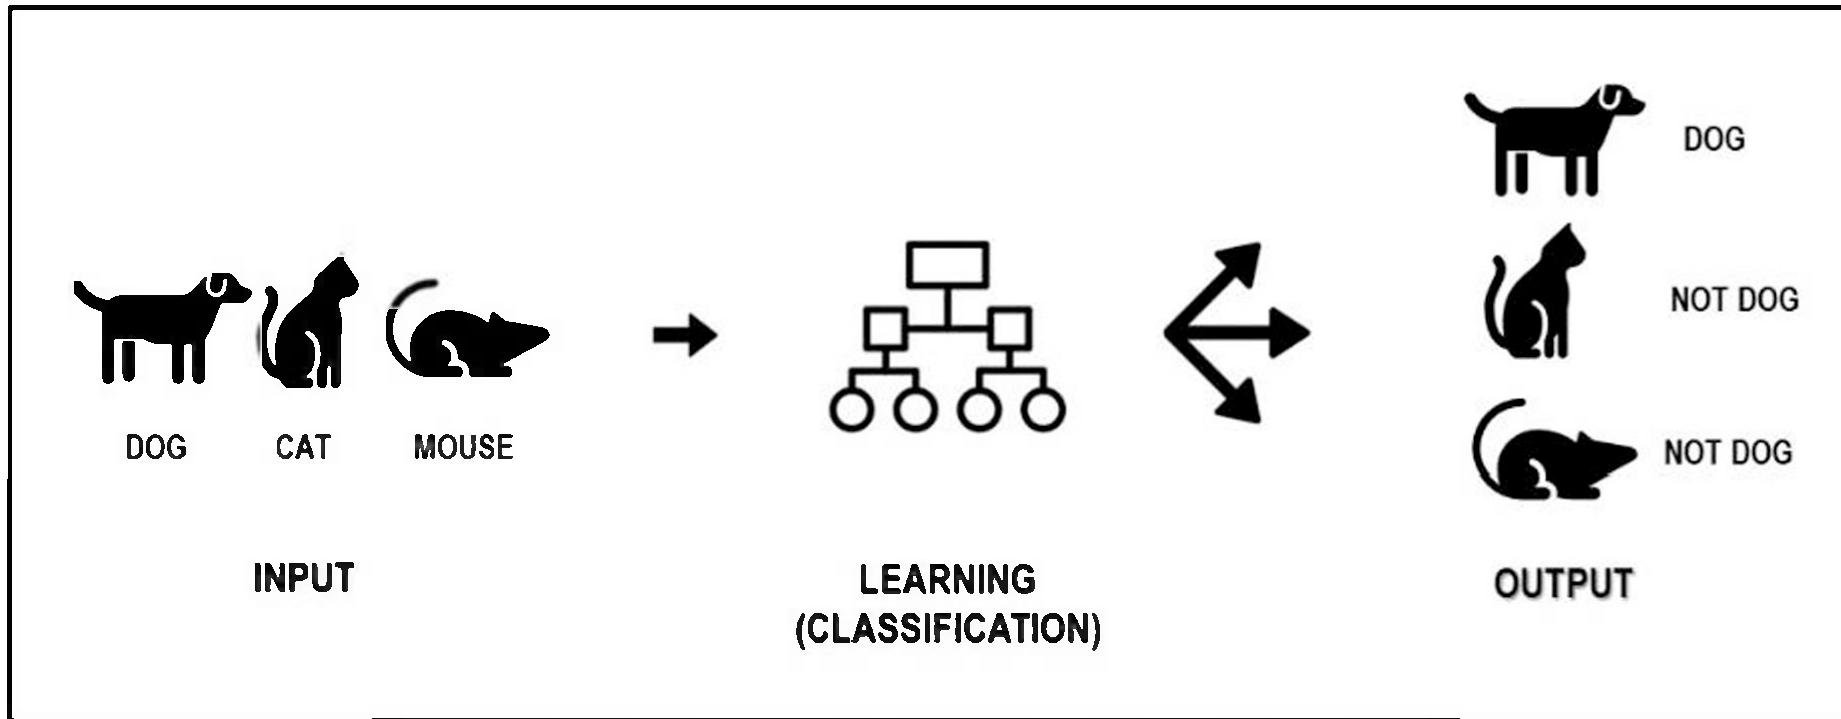 DOG
CAT
MOUSE
INPUT
LEARNING
(CLASSIFICATION)
DOG
NOT DOG
NOT DOG
OUTPUT